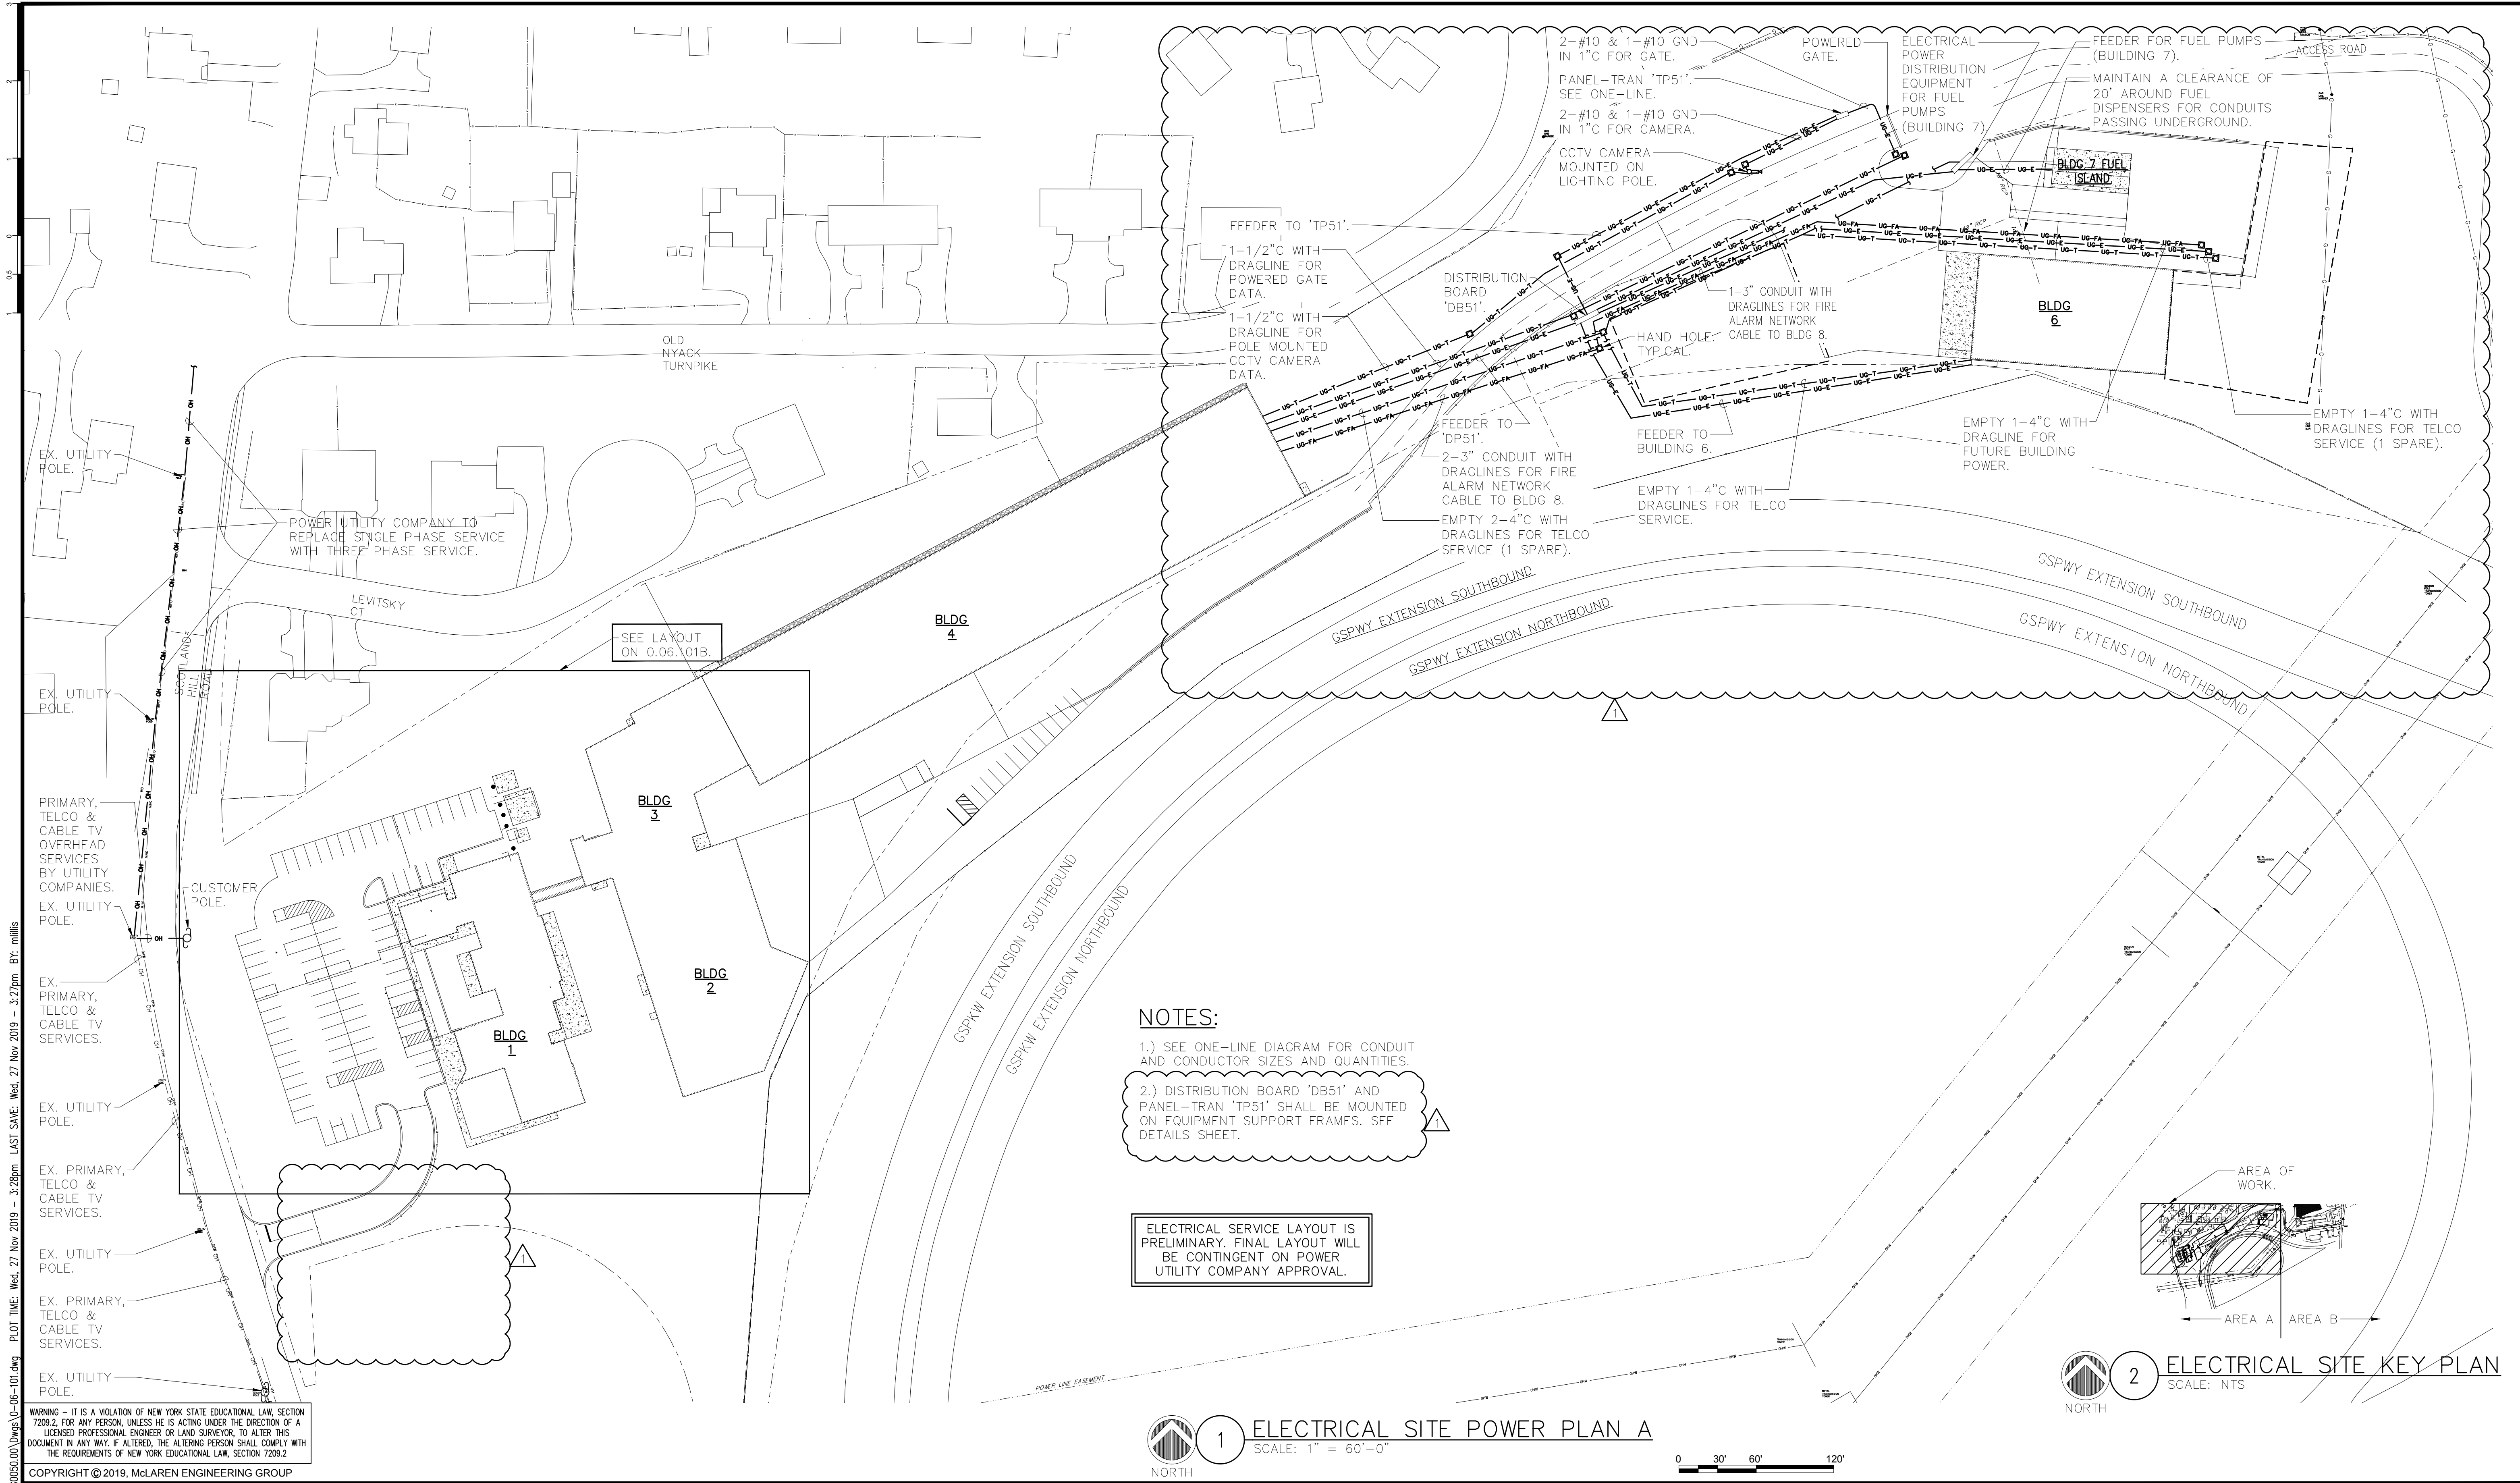 2-#10 & 1-#10 GND
IN 1"C FOR GATE.
PANEL-TRAN 'TP51'.
SEE ONE-LINE.
2-#10 & 1-#10 GND
IN 1"C FOR CAMERA.
CCTV CAMERA
MOUNTED ON
LIGHTING POLE.
POWERED
GATE.
ELECTRICAL
POWER
DISTRIBUTION
EQUIPMENT
FOR FUEL
PUMPS
(BUILDING 7)
FEEDER FOR FUEL PUMPS
(BUILDING 7).
MAINTAIN A CLEARANCE OF
20' AROUND FUEL
DISPENSERS FOR CONDUITS
PASSING UNDERGROUND.
ACCESS ROAD
BLDG 7 FUEL
ISLAND
FEEDER TO 'TP51'.
1-1/2"C WITH
DRAGLINE FOR
POWERED GATE
DATA.
1-1/2"C WITH
DRAGLINE FOR
POLE MOUNTED
CCTV CAMERA
DATA.
DISTRIBUTION
BOARD
'DB51'.
1-3" CONDUIT WITH
DRAGLINES FOR FIRE
ALARM NETWORK
CABLE TO BLDG 8.
HAND HOLE.
TYPICAL.
BLDG
6
FEEDER TO
'DP51'.
2-3" CONDUIT WITH
DRAGLINES FOR FIRE
ALARM NETWORK
CABLE TO BLDG 8.
EMPTY 2-4"C WITH
DRAGLINES FOR TELCO
SERVICE (1 SPARE).
FEEDER TO
BUILDING 6.
EMPTY 1-4"C WITH
DRAGLINES FOR TELCO
SERVICE.
EMPTY 1-4"C WITH
DRAGLINE FOR
FUTURE BUILDING
POWER.
EMPTY 1-4"C WITH
DRAGLINES FOR TELCO
SERVICE (1 SPARE).
OLD
NYACK
TURNPIKE
EX. UTILITY
POLE.
POWER UTILITY COMPANY TO
REPLACE SINGLE PHASE SERVICE
WITH THREE PHASE SERVICE.
LEVITSKY
CT
SCOTLAND
HILL
ROAD
SEE LAYOUT
ON 0.06.101B.
BLDG
4
GSPWY EXTENSION SOUTHBOUND
GSPWY EXTENSION NORTHBOUND
GSPWY EXTENSION SOUTHBOUND
GSPWY EXTENSION NORTHBOUND
1
EX. UTILITY
POLE.
PRIMARY,
TELCO &
CABLE TV
OVERHEAD
SERVICES
BY UTILITY
COMPANIES.
EX. UTILITY
POLE.
CUSTOMER
POLE.
BLDG
3
BLDG
2
BLDG
1
GSPKW EXTENSION SOUTHBOUND
GSPKW EXTENSION NORTHBOUND
EX.
PRIMARY,
TELCO &
CABLE TV
SERVICES.
EX. UTILITY
POLE.
EX. PRIMARY,
TELCO &
CABLE TV
SERVICES.
EX. UTILITY
POLE.
EX. PRIMARY,
TELCO &
CABLE TV
SERVICES.
EX. UTILITY
POLE.
1
NOTES:
1.) SEE ONE-LINE DIAGRAM FOR CONDUIT
AND CONDUCTOR SIZES AND QUANTITIES.
2.) DISTRIBUTION BOARD 'DB51' AND
PANEL-TRAN 'TP51' SHALL BE MOUNTED
ON EQUIPMENT SUPPORT FRAMES. SEE
DETAILS SHEET.
1
ELECTRICAL SERVICE LAYOUT IS
PRELIMINARY. FINAL LAYOUT WILL
BE CONTINGENT ON POWER
UTILITY COMPANY APPROVAL.
POWER LINE EASEMENT
AREA OF
WORK.
AREA A
AREA B
NORTH
2
ELECTRICAL SITE KEY PLAN
SCALE: NTS
NORTH
1
ELECTRICAL SITE POWER PLAN A
SCALE: 1" = 60'-0"
0 30' 60' 120'
WARNING - IT IS A VIOLATION OF NEW YORK STATE EDUCATIONAL LAW, SECTION
7209.2, FOR ANY PERSON, UNLESS HE IS ACTING UNDER THE DIRECTION OF A
LICENSED PROFESSIONAL ENGINEER OR LAND SURVEYOR, TO ALTER THIS
DOCUMENT IN ANY WAY. IF ALTERED, THE ALTERING PERSON SHALL COMPLY WITH
THE REQUIREMENTS OF NEW YORK EDUCATIONAL LAW, SECTION 7209.2
COPYRIGHT © 2019, McLAREN ENGINEERING GROUP
0050.00\Dwgs\0-06-101.dwg PLOT TIME: Wed, 27 Nov 2019 - 3:28pm LAST SAVE: Wed, 27 Nov 2019 - 3:27pm BY: mlillis